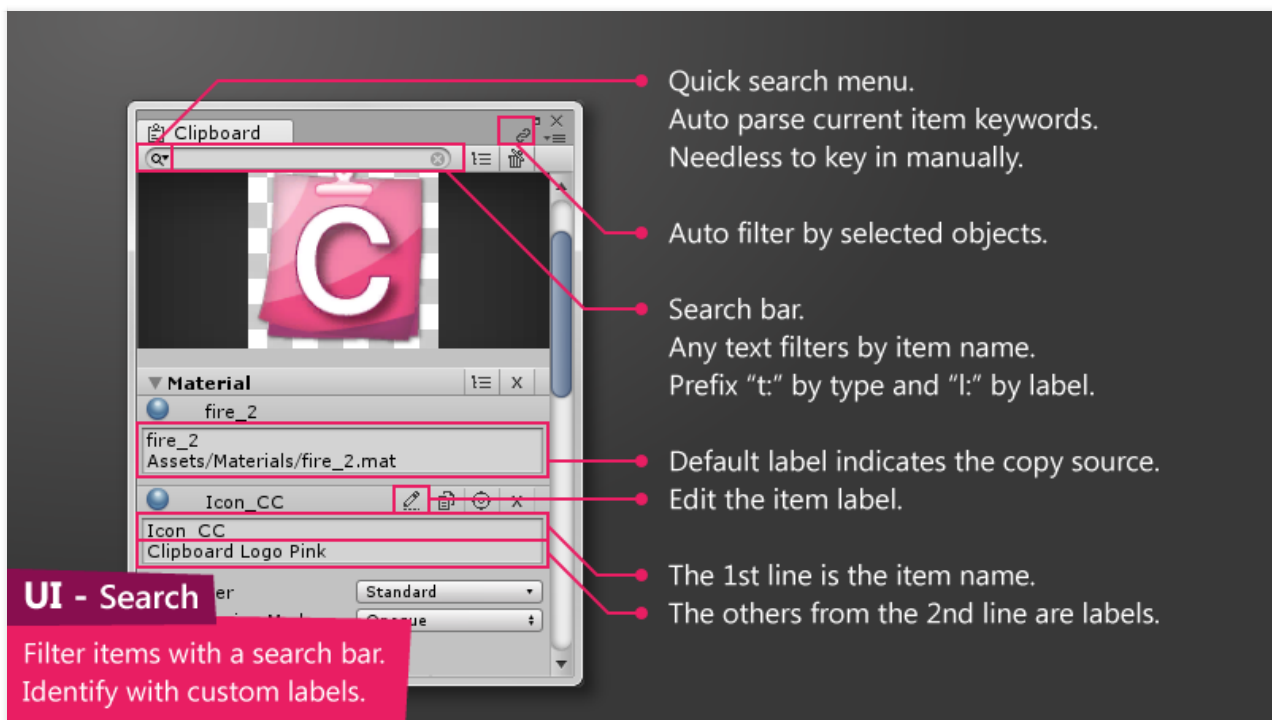 Clipboard
C
Material
fire_2
fire_2
Assets/Materials/fire_2.mat
Icon_CC
Icon_CC
Clipboard Logo Pink
Standard
Quick search menu.
Auto parse current item keywords.
Needless to key in manually.
Auto filter by selected objects.
Search bar.
Any text filters by item name.
Prefix “t:” by type and “l:” by label.
Default label indicates the copy source.
Edit the item label.
The 1st line is the item name.
The others from the 2nd line are labels.
UI - Search
Filter items with a search bar.
Identify with custom labels.